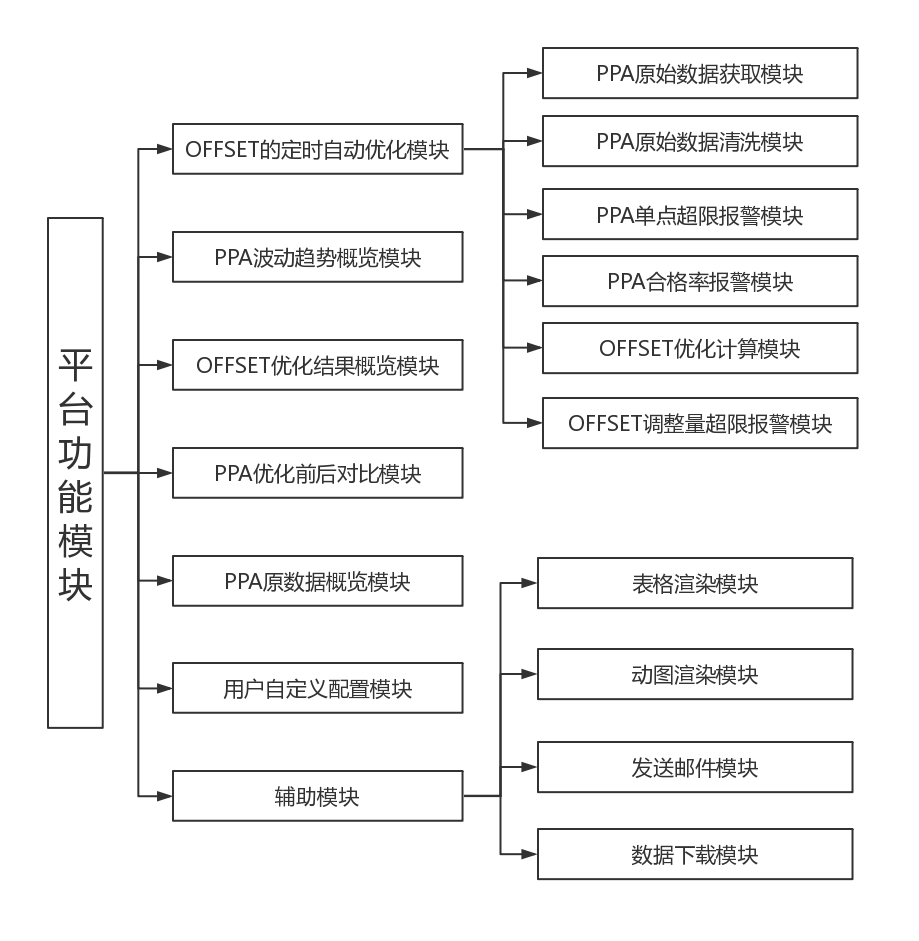 平台功能模块
OFFSET的定时自动优化模块
PPA波动趋势概览模块
OFFSET优化结果概览模块
PPA优化前后对比模块
PPA原数据概览模块
用户自定义配置模块
辅助模块
PPA原始数据获取模块
PPA原始数据清洗模块
PPA单点超限报警模块
PPA合格率报警模块
OFFSET优化计算模块
OFFSET调整量超限报警模块
表格渲染模块
动图渲染模块
发送邮件模块
数据下载模块